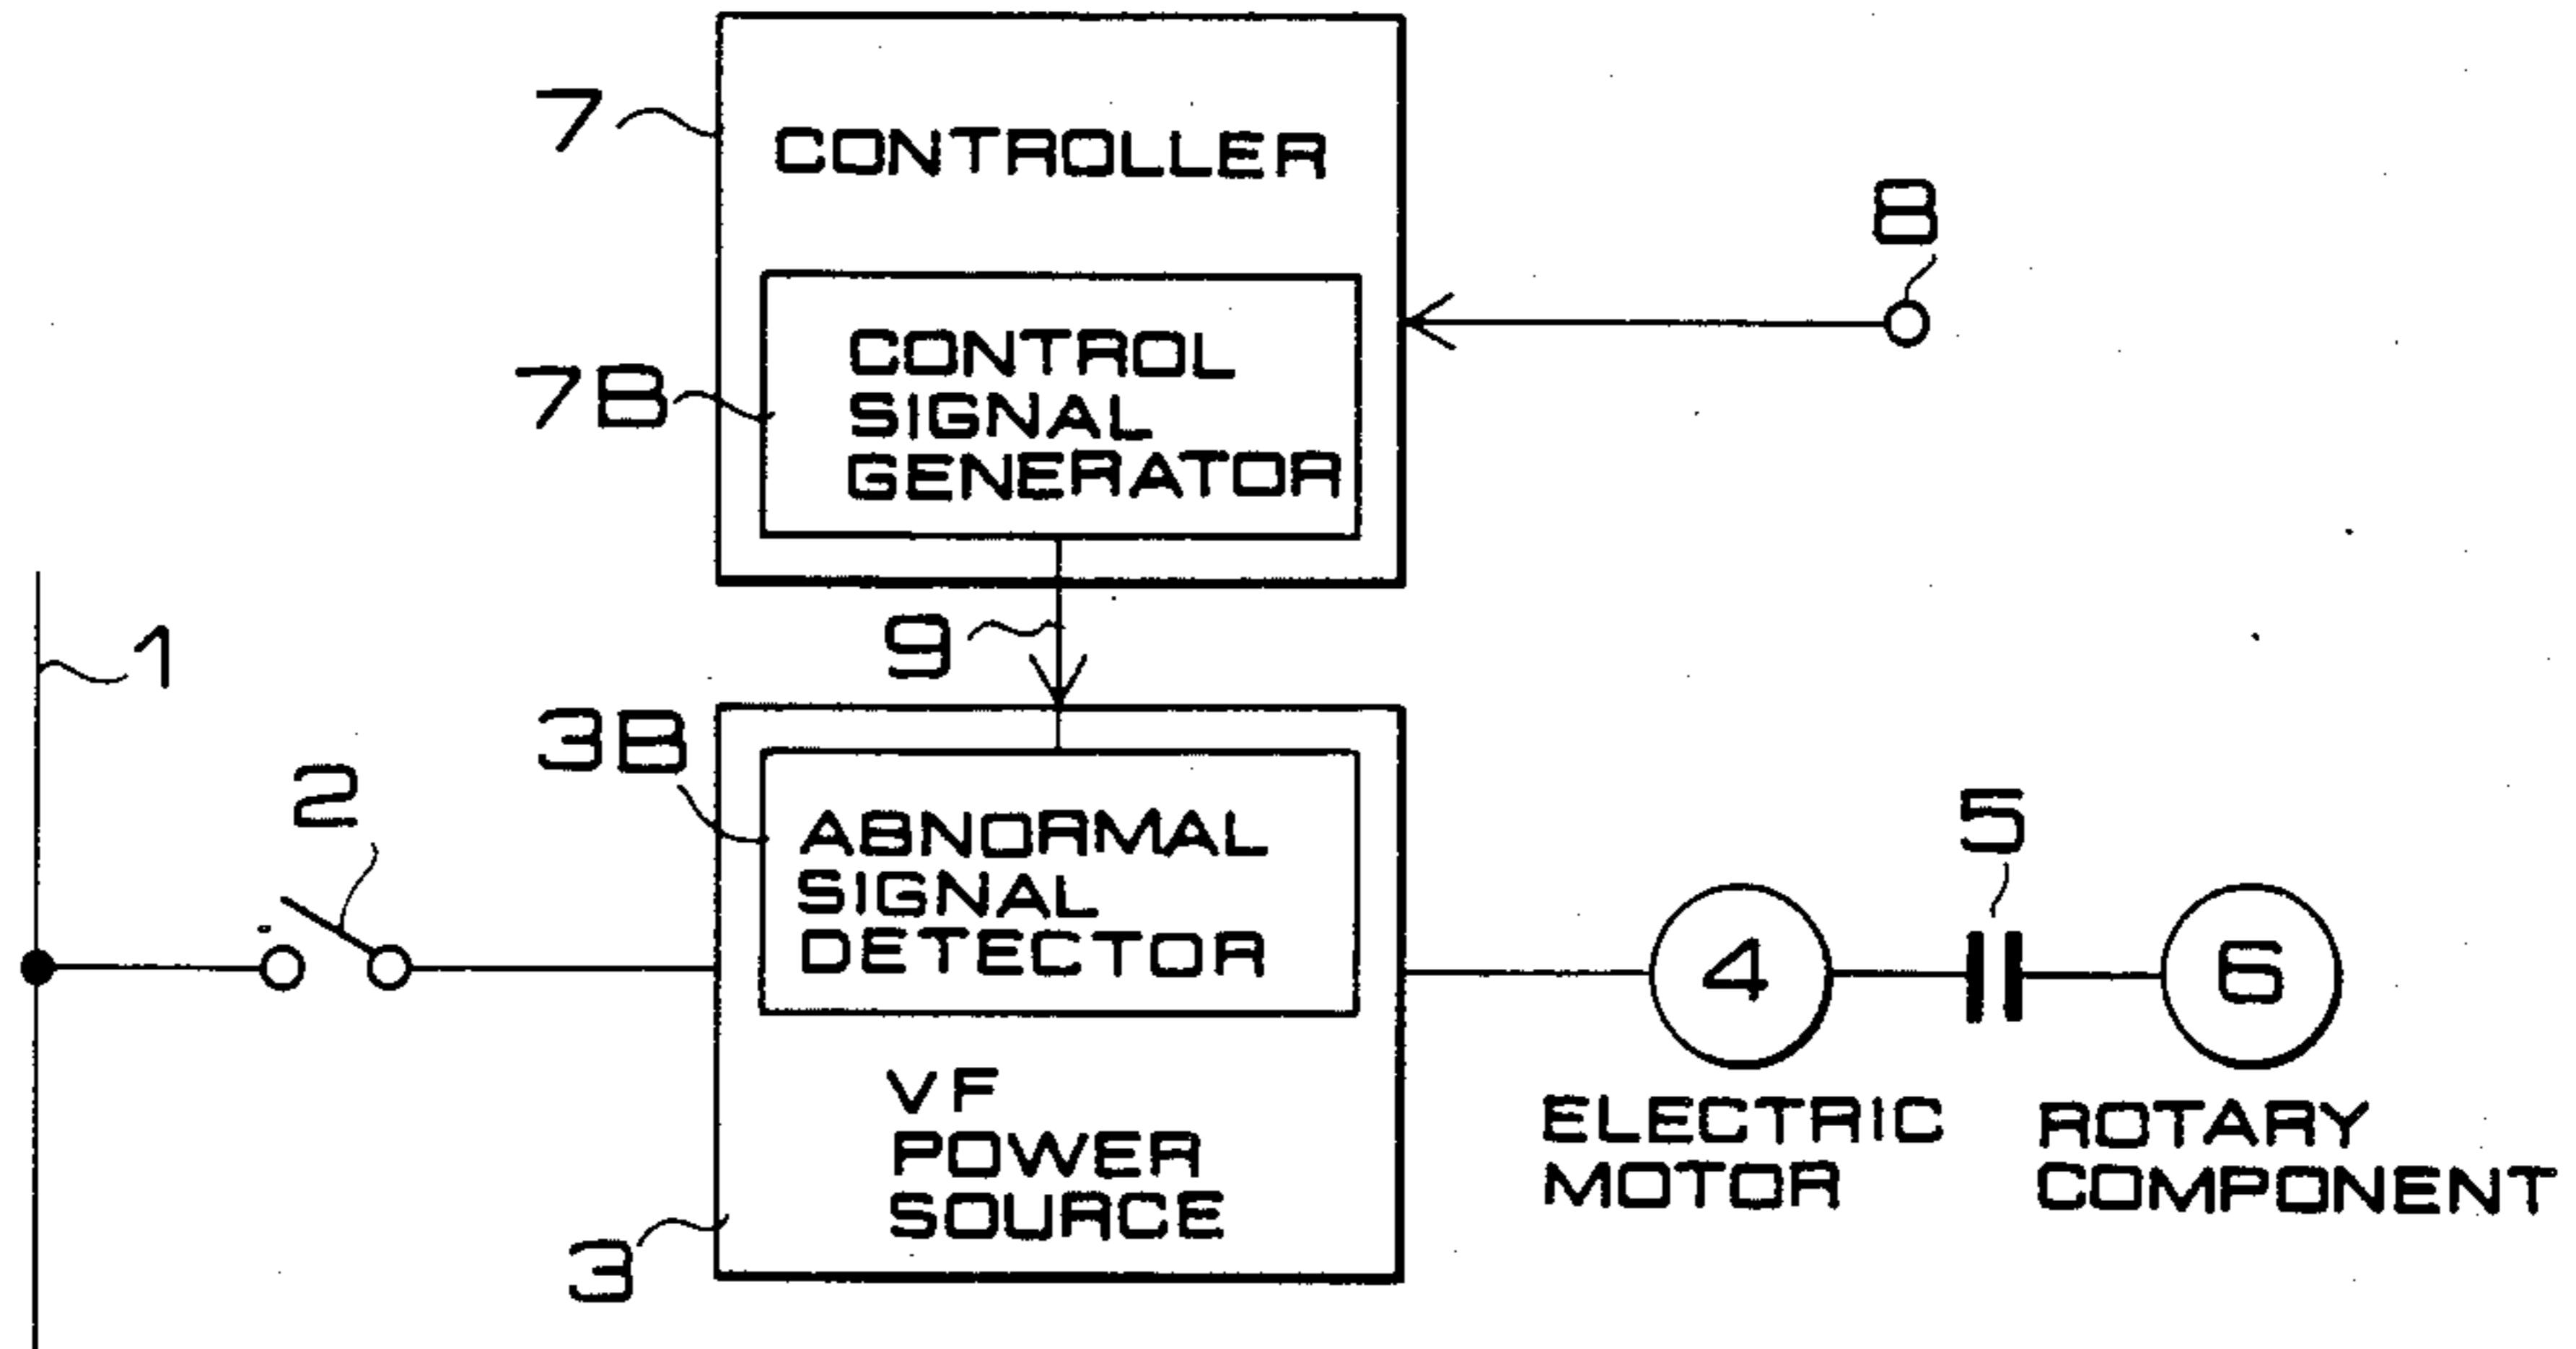 7
CONTROLLER
8
7B
CONTROL
SIGNAL
GENERATOR
9
1
3B
2
ABNORMAL
SIGNAL
DETECTOR
5
4
6
VF
POWER
SOURCE
3
ELECTRIC
MOTOR
ROTARY
COMPONENT